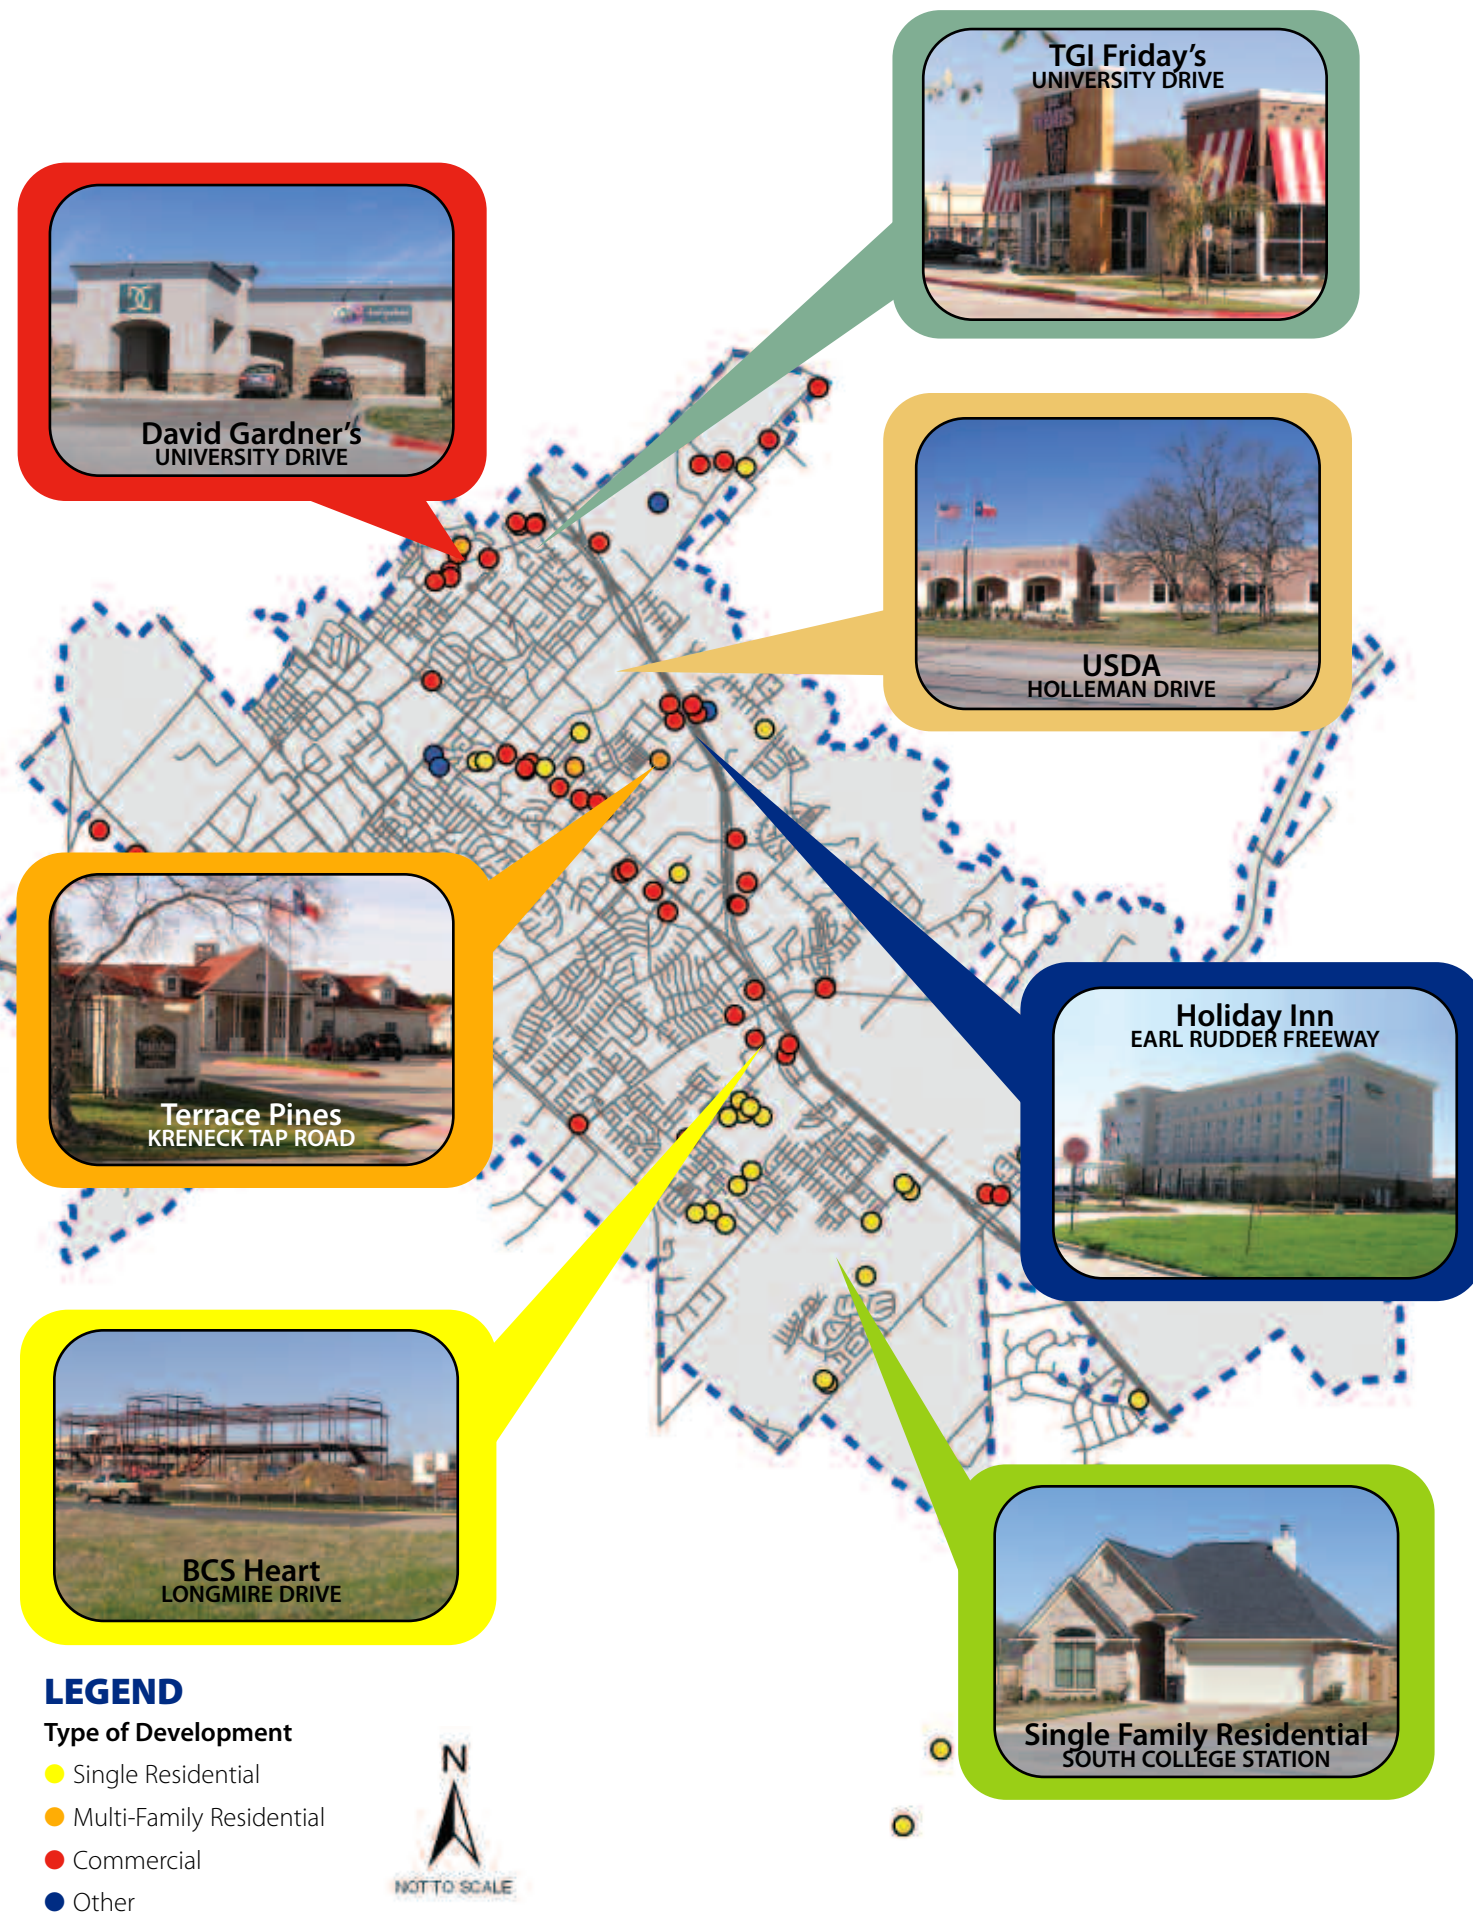 TGI Friday's
UNIVERSITY DRIVE
David Gardner's
UNIVERSITY DRIVE
USDA
HOLLEMAN DRIVE
Terrace Pines
KRENECK TAP ROAD
Holiday Inn
EARL RUDDER FREEWAY
BCS Heart
LONGMIRE DRIVE
Single Family Residential
SOUTH COLLEGE STATION
LEGEND
Type of Development
Single Residential
Multi-Family Residential
Commercial
Other
N
NOT TO SCALE